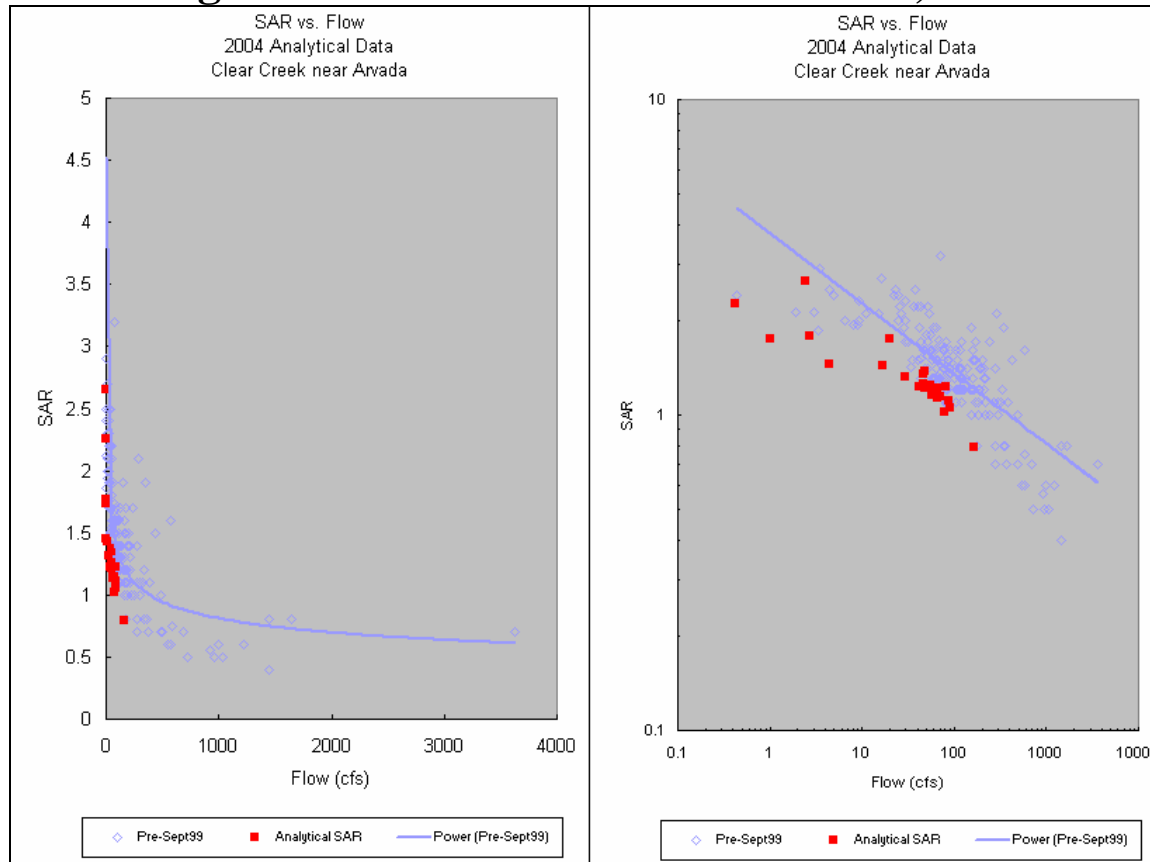 SAR vs. Flow
2004 Analytical Data
Clear Creek near Arvada
5
4.5
4
3.5
3
2.5
2
1.5
1
0.5
0
SAR
0 1000 2000 3000 4000
Flow (cfs)
Pre-Sept99 Analytical SAR Power (Pre-Sept99)
SAR vs. Flow
2004 Analytical Data
Clear Creek near Arvada
10
1
0.1
SAR
0.1 1 10 100 1000 1000
Flow (cfs)
Pre-Sept99 Analytical SAR Power (Pre-Sept99)